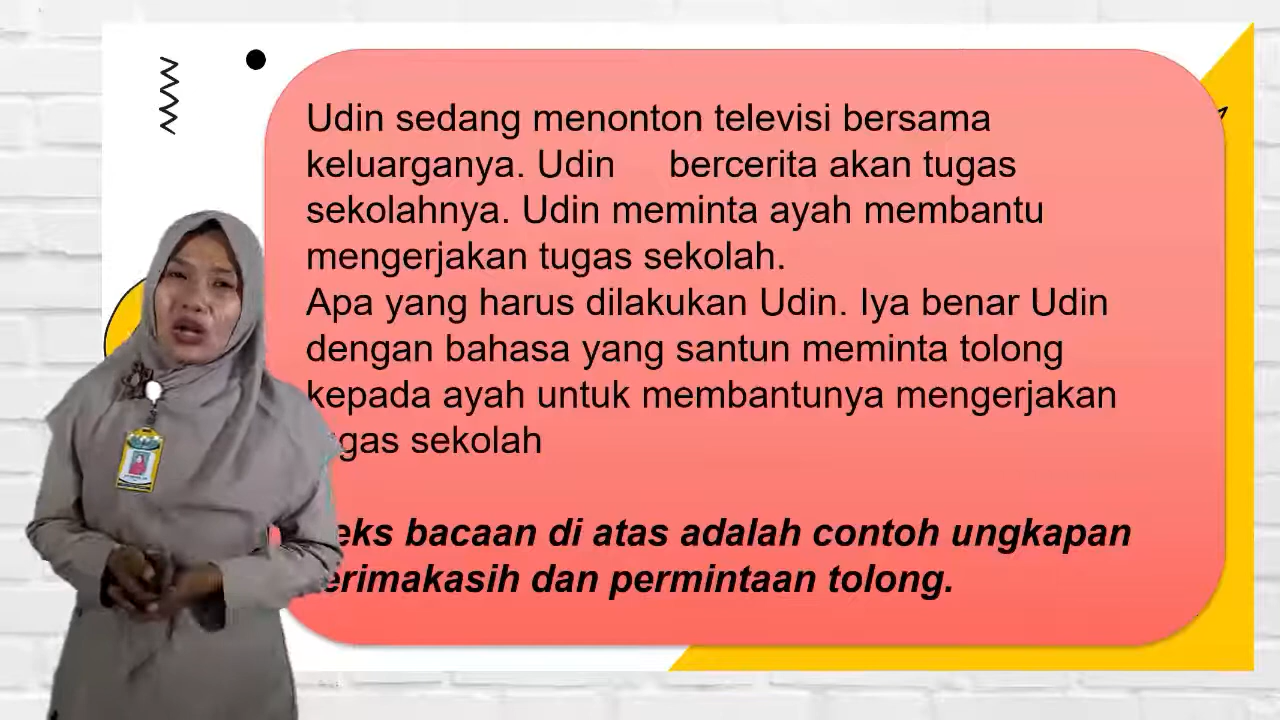 Udin sedang menonton televisi bersama
keluarganya. Udin bercerita akan tugas
sekolahnya. Udin meminta ayah membantu
mengerjakan tugas sekolah.
Apa yang harus dilakukan Udin. Iya benar Udin
dengan bahasa yang santun meminta tolong
kepada ayah untuk membantunya mengerjakan
sekolah
bacaan di atas adalah contoh ungkapan
dan permintaan tolong.